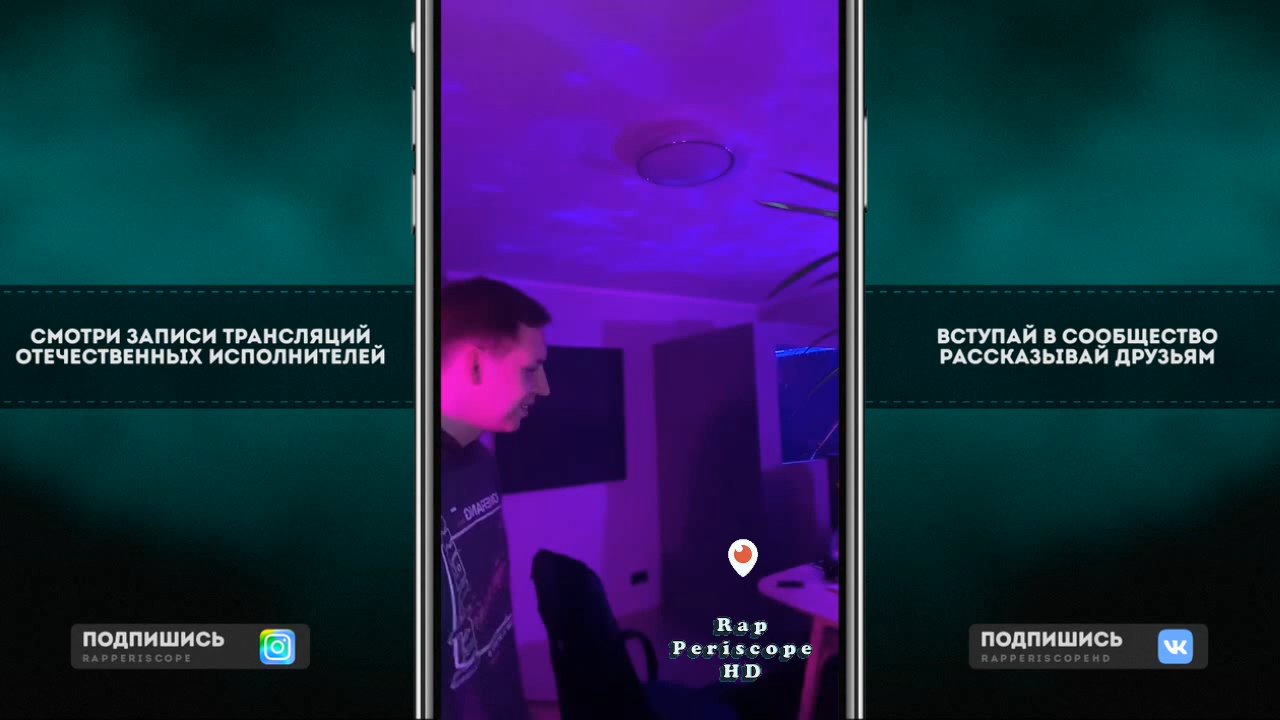 СМОТРИ ЗАПИСИ ТРАНСЛЯЦИЙ
ОТЕЧЕСТВЕННЫХ ИСПОЛНИТЕЛЕЙ
ВСТУПАЙ В СООБЩЕСТВО
РАССКАЗЫВАЙ ДРУЗЬЯМ
Rap
Periscope
HD
ПОДПИШИСЬ
RAPPERISCOPE
ПОДПИШИСЬ
RAPPERISCOPEHD